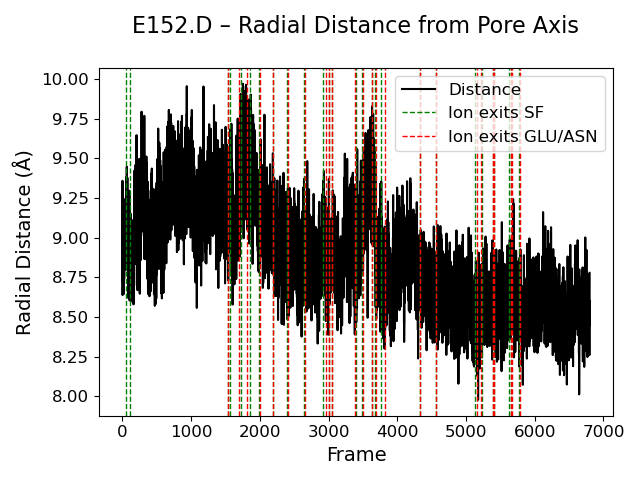 E152.D – Radial Distance from Pore Axis
Distance
Ion exits SF
Ion exits GLU/ASN
Radial Distance (Å)
10.00
9.75
9.50
9.25
9.00
8.75
8.50
8.25
8.00
0 1000 2000 3000 4000 5000 6000 7000
Frame